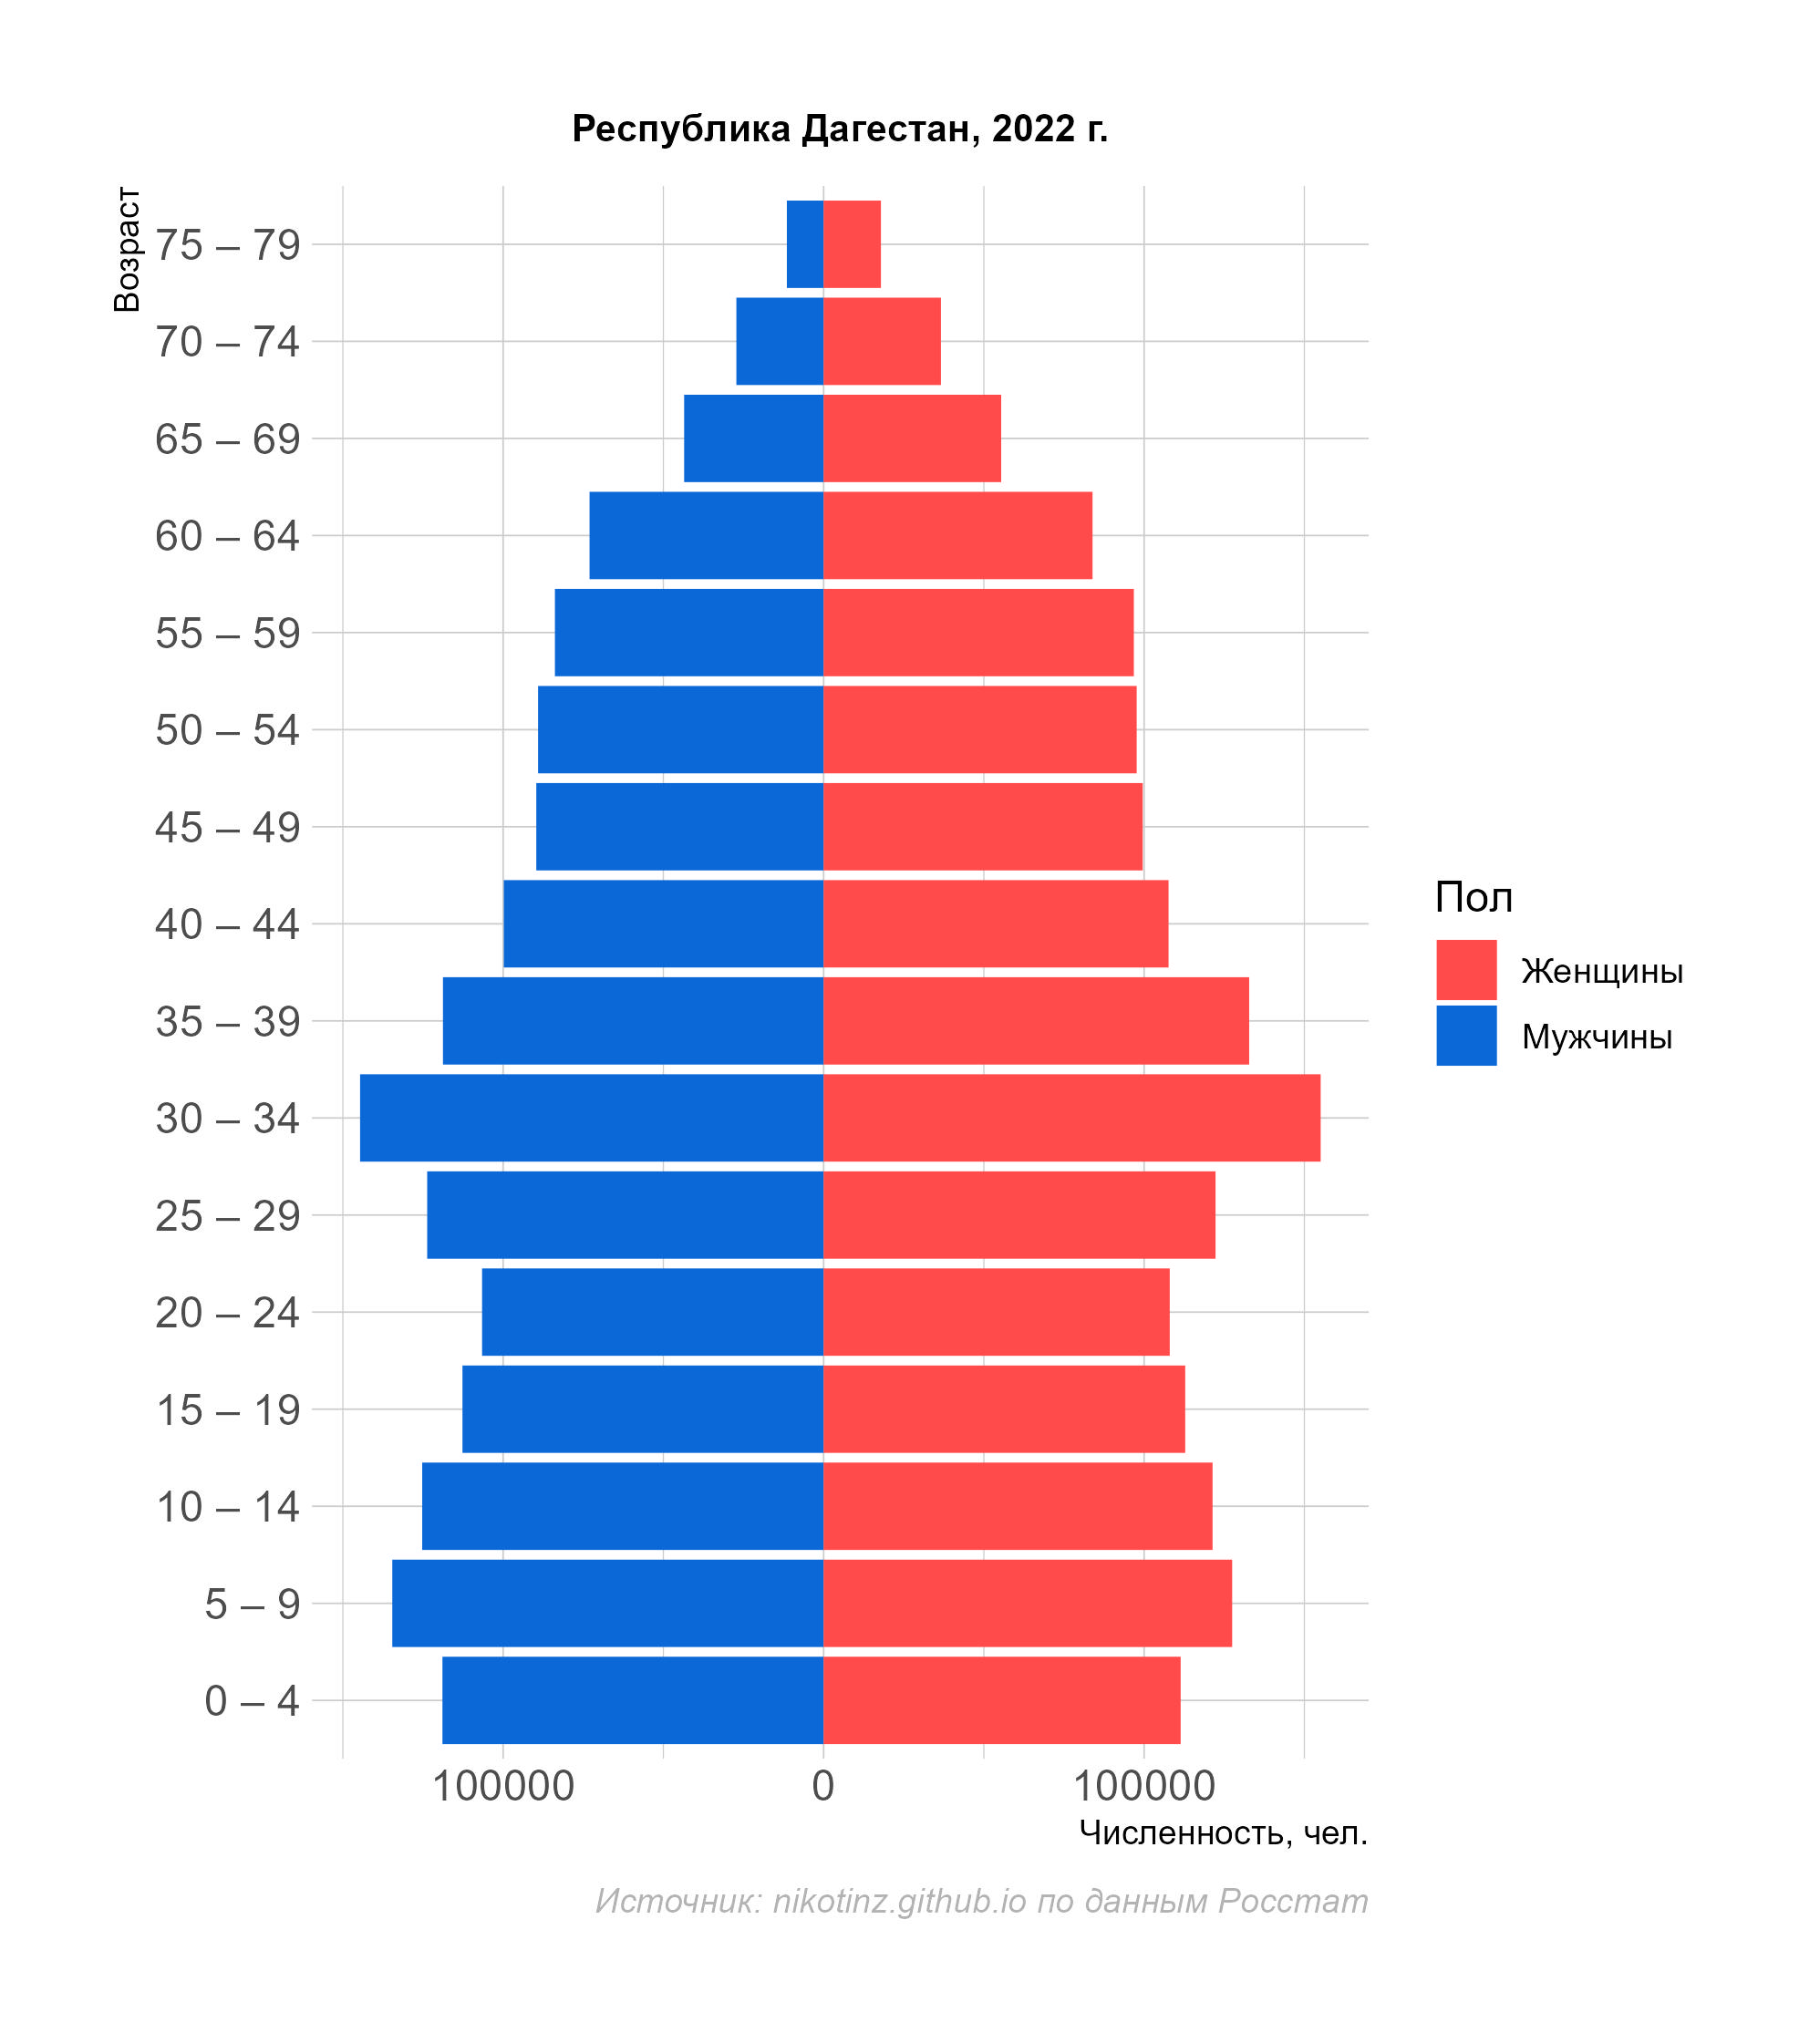 Республика Дагестан, 2022 г.
Возраст
75 – 79
70 – 74
65 – 69
60 – 64
55 – 59
50 – 54
45 – 49
40 – 44
35 – 39
30 – 34
25 – 29
20 – 24
15 – 19
10 – 14
5 – 9
0 – 4
100000 0 100000
Численность, чел.
Пол
Женщины
Мужчины
Источник: nikotinz.github.io по данным Росстат